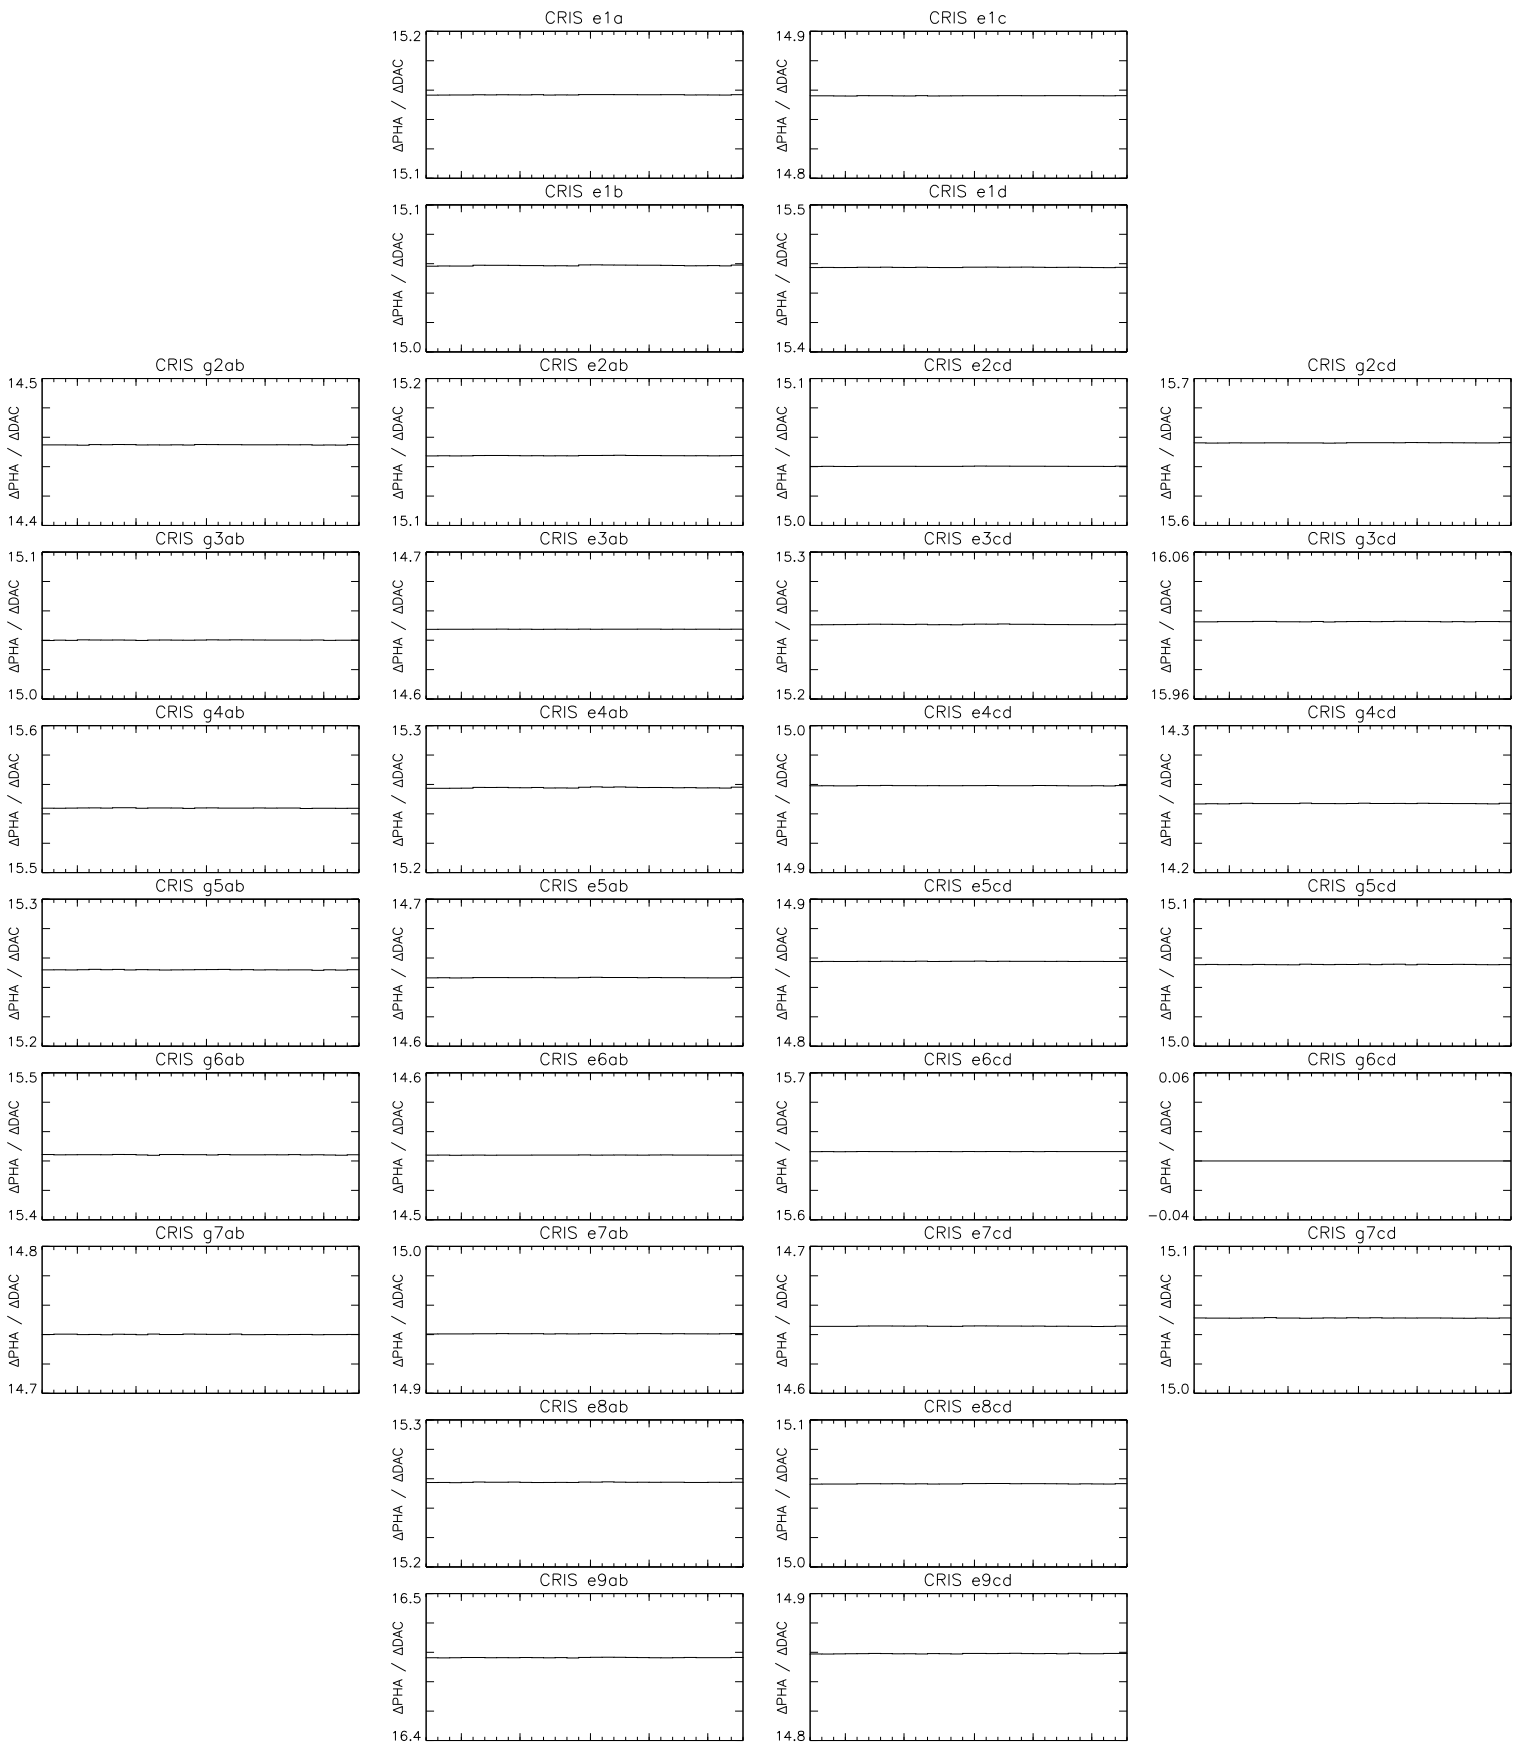 CRIS e1a
15.2
ΔPHA / ΔDAC
15.1
CRIS e1c
14.9
ΔPHA / ΔDAC
14.8
CRIS e1b
15.1
ΔPHA / ΔDAC
15.0
CRIS e1d
15.5
ΔPHA / ΔDAC
15.4
CRIS g2ab
14.5
ΔPHA / ΔDAC
14.4
CRIS e2ab
15.2
ΔPHA / ΔDAC
15.1
CRIS e2cd
15.1
ΔPHA / ΔDAC
15.0
CRIS g2cd
15.7
ΔPHA / ΔDAC
15.6
CRIS g3ab
15.1
ΔPHA / ΔDAC
15.0
CRIS e3ab
14.7
ΔPHA / ΔDAC
14.6
CRIS e3cd
15.3
ΔPHA / ΔDAC
15.2
CRIS g3cd
16.06
ΔPHA / ΔDAC
15.96
CRIS g4ab
15.6
ΔPHA / ΔDAC
15.5
CRIS e4ab
15.3
ΔPHA / ΔDAC
15.2
CRIS e4cd
15.0
ΔPHA / ΔDAC
14.9
CRIS g4cd
14.3
ΔPHA / ΔDAC
14.2
CRIS g5ab
15.3
ΔPHA / ΔDAC
15.2
CRIS e5ab
14.7
ΔPHA / ΔDAC
14.6
CRIS e5cd
14.9
ΔPHA / ΔDAC
14.8
CRIS g5cd
15.1
ΔPHA / ΔDAC
15.0
CRIS g6ab
15.5
ΔPHA / ΔDAC
15.4
CRIS e6ab
14.6
ΔPHA / ΔDAC
14.5
CRIS e6cd
15.7
ΔPHA / ΔDAC
15.6
CRIS g6cd
0.06
ΔPHA / ΔDAC
−0.04
CRIS g7ab
14.8
ΔPHA / ΔDAC
14.7
CRIS e7ab
15.0
ΔPHA / ΔDAC
14.9
CRIS e7cd
14.7
ΔPHA / ΔDAC
14.6
CRIS g7cd
15.1
ΔPHA / ΔDAC
15.0
CRIS e8ab
15.3
ΔPHA / ΔDAC
15.2
CRIS e8cd
15.1
ΔPHA / ΔDAC
15.0
CRIS e9ab
16.5
ΔPHA / ΔDAC
16.4
CRIS e9cd
14.9
ΔPHA / ΔDAC
14.8